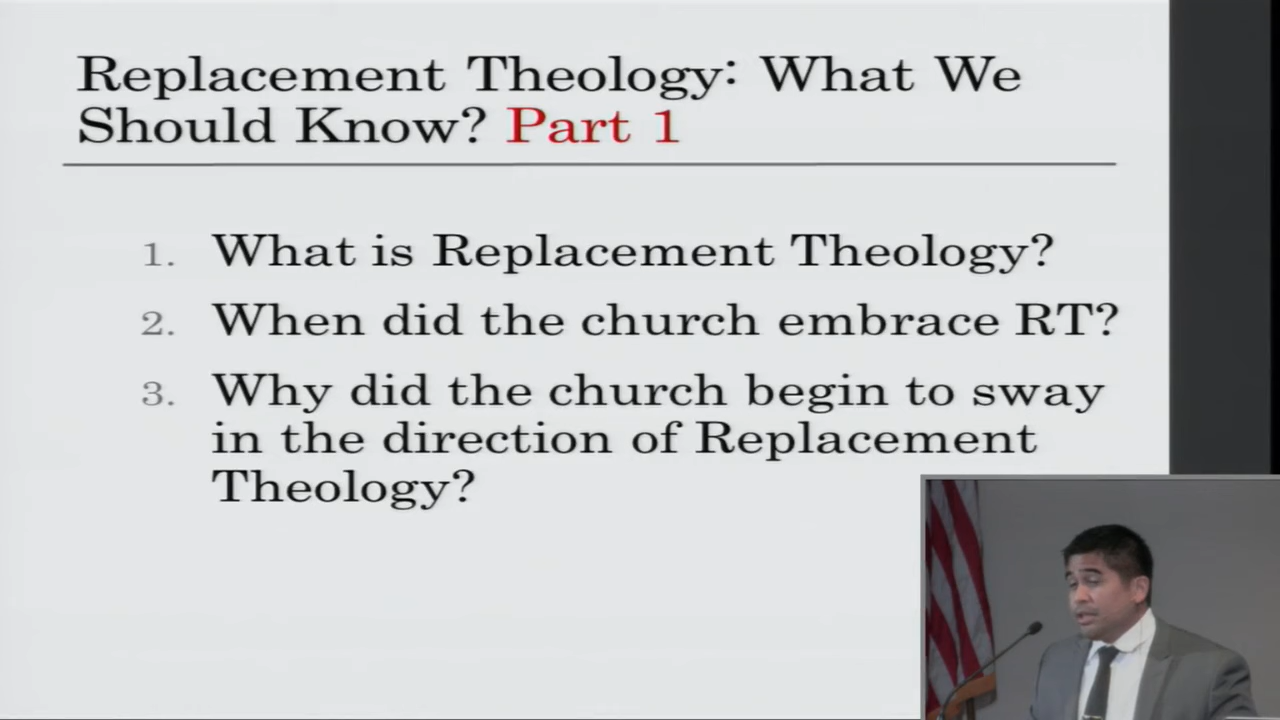 Replacement Theology: What We
Should Know? Part 1
1. What is Replacement Theology?
2. When did the church embrace RT?
3. Why did the church begin to sway
in the direction of Replacement
Theology?